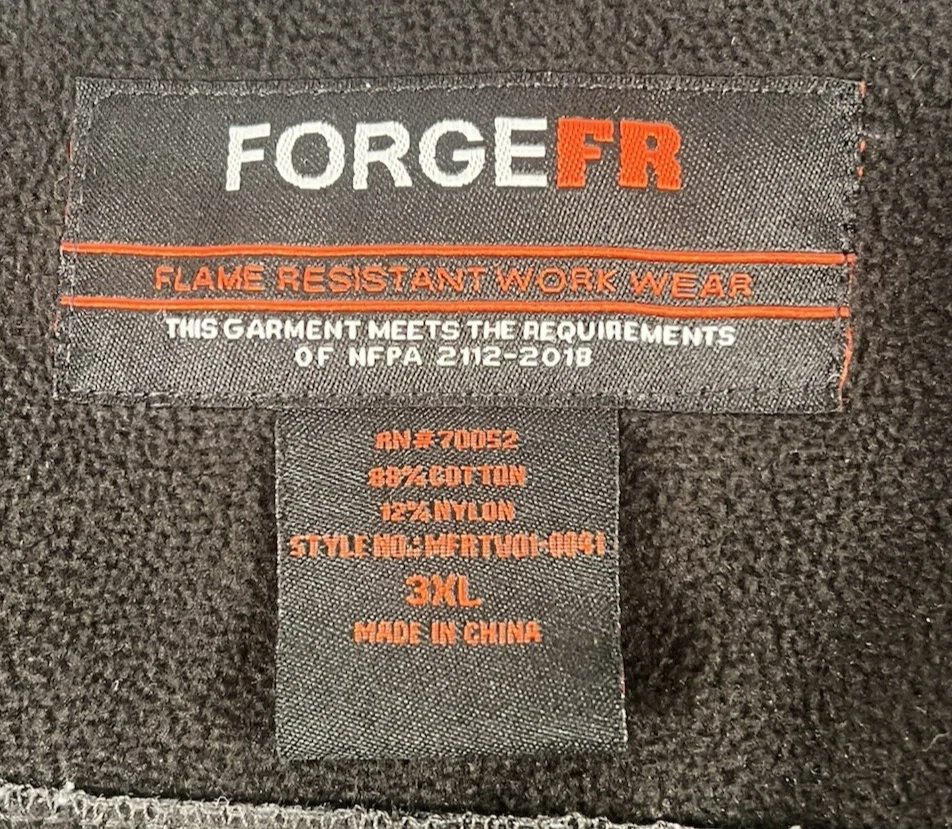 FORGEFR
FLAME RESISTANT WORK WEAR
THIS GARMENT MEETS THE REQUIREMENTS
OF NFPA 2112-2018
RN#70052
88% COTTON
12% NYLON
STYLE NO.: MFRTV01-0041
3XL
MADE IN CHINA